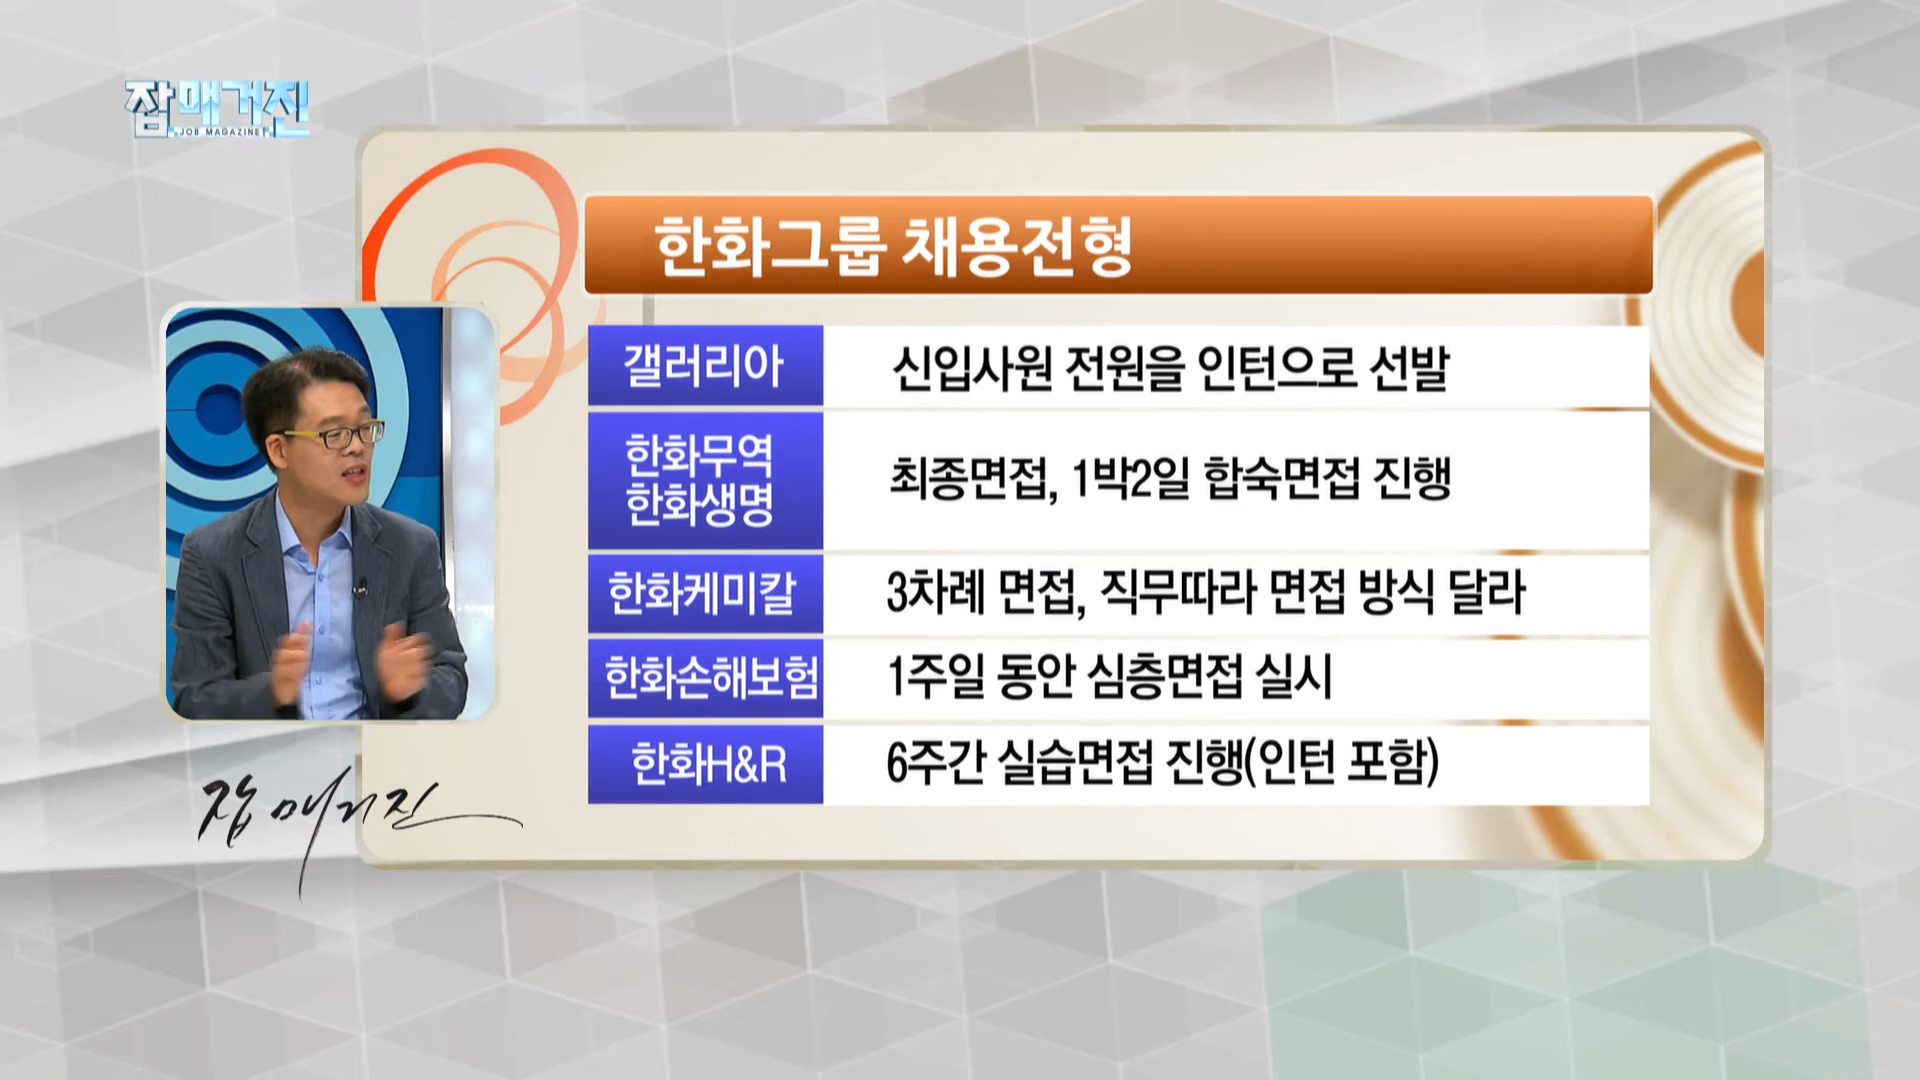 잡매거진
JOB MAGAZINE
한화그룹 채용전형
갤러리아
신입사원 전원을 인턴으로 선발
한화무역
한화생명
최종면접, 1박2일 합숙면접 진행
한화케미칼
3차례 면접, 직무따라 면접 방식 달라
한화손해보험
1주일 동안 심층면접 실시
한화H&R
6주간 실습면접 진행(인턴 포함)
잡매거진